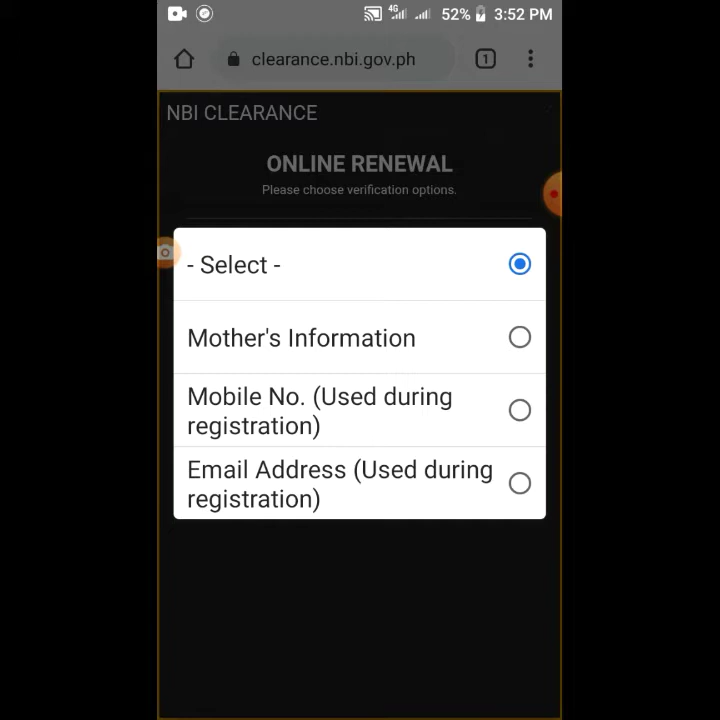 4G 52% 3:52 PM
clearance.nbi.gov.ph 1
NBI CLEARANCE
ONLINE RENEWAL
Please choose verification options.
- Select -
Mother's Information
Mobile No. (Used during
registration)
Email Address (Used during
registration)